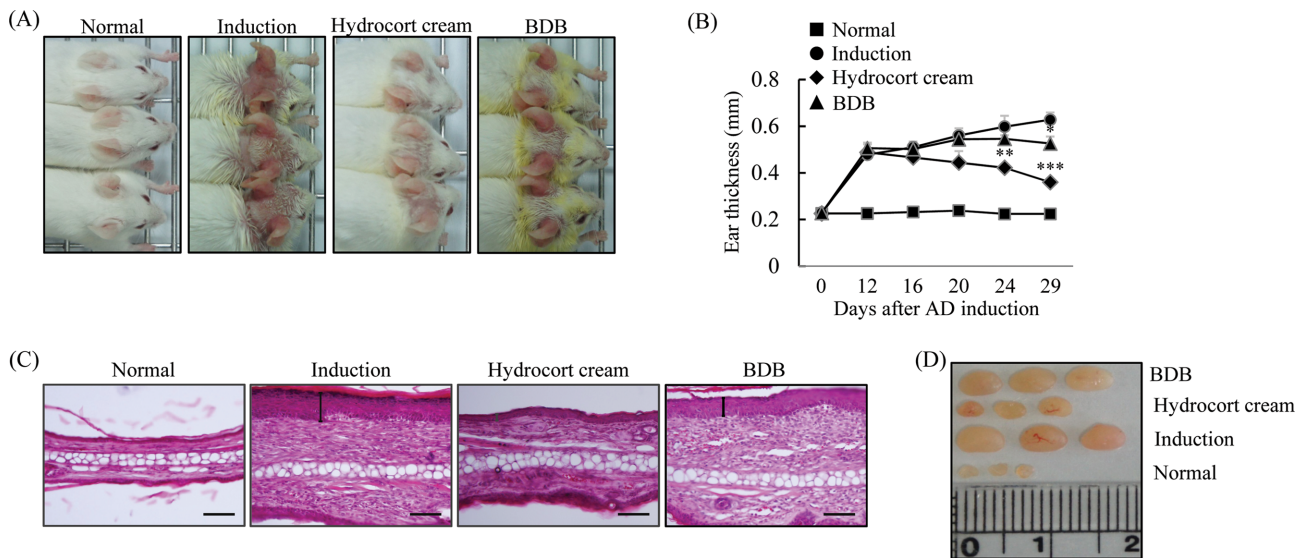 (A)
Normal Induction Hydrocort cream BDB
(B)
Normal
Induction
Hydrocort cream
BDB
Ear thickness (mm)
0.8
0.6
0.4
0.2
0
*
**
***
0 12 16 20 24 29
Days after AD induction
(C)
Normal Induction Hydrocort cream BDB
(D)
BDB
Hydrocort cream
Induction
Normal
0 1 2